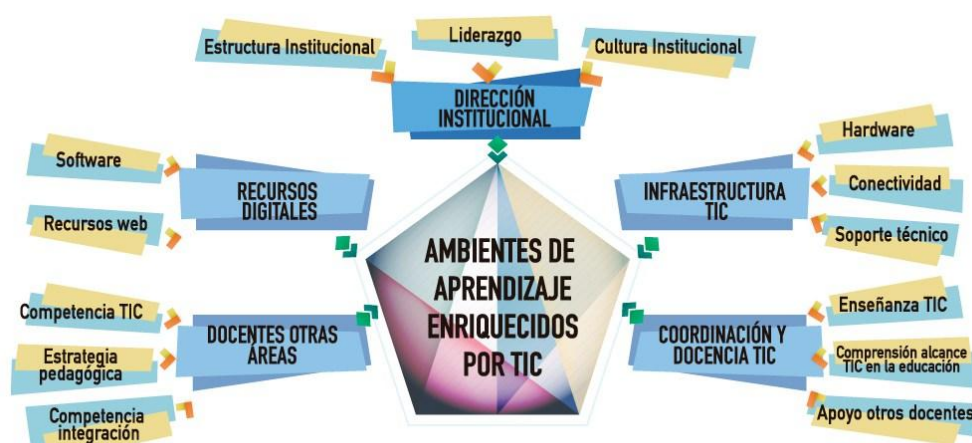 Estructura Institucional
Liderazgo
Cultura Institucional
DIRECCIÓN
INSTITUCIONAL
Software
Recursos web
RECURSOS
DIGITALES
Hardware
Conectividad
Soporte técnico
INFRAESTRUCTURA
TIC
AMBIENTES DE
APRENDIZAJE
ENRIQUECIDOS
POR TIC
Competencia TIC
Estrategia
pedagógica
Competencia
integración
DOCENTES OTRAS
ÁREAS
COORDINACIÓN Y
DOCENCIA TIC
Enseñanza TIC
Comprensión alcance
TIC en la educación
Apoyo otros docentes